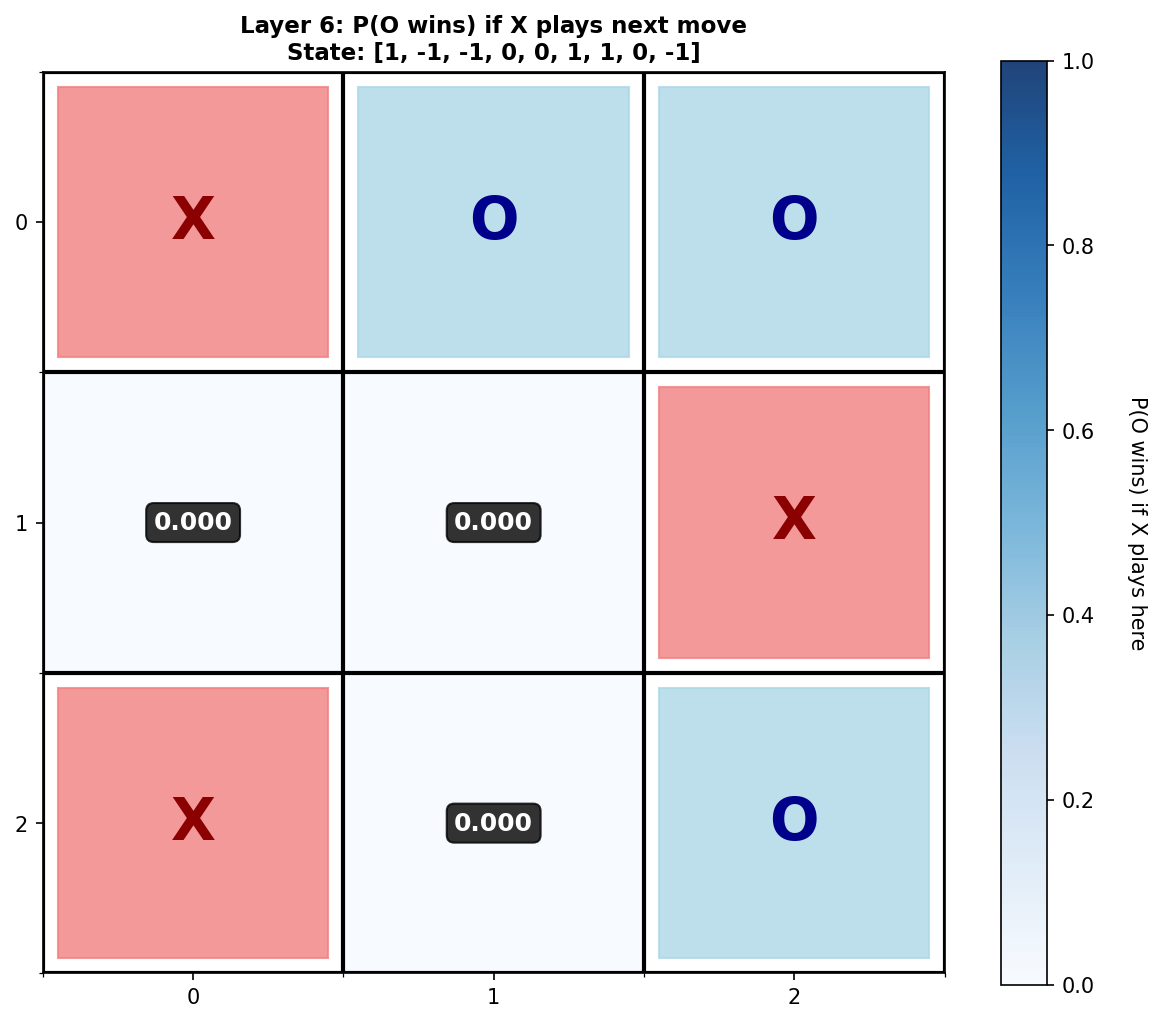 Layer 6: P(O wins) if X plays next move
State: [1, -1, -1, 0, 0, 1, 1, 0, -1]
X
O
O
0.000
0.000
X
X
0.000
O
0
1
2
0
1
2
1.0
0.8
0.6
0.4
0.2
0.0
P(O wins) if X plays here